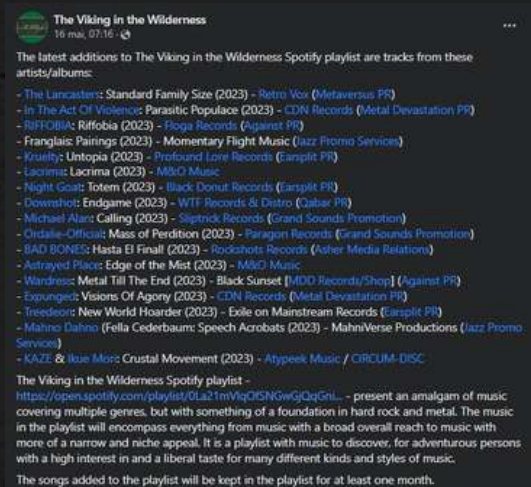 The Viking in the Wilderness
16 mai, 07:16 ·
The latest additions to The Viking in the Wilderness Spotify playlist are tracks from these
artists/albums:
- The Lancasters: Standard Family Size (2023) - Retro Vox (Metaversus PR)
- In The Act Of Violence: Parasitic Populace (2023) - CDN Records (Metal Devastation PR)
- RIFFOBIA: Riffobia (2023) - Floga Records (Against PR)
- Franglais: Pairings (2023) - Momentary Flight Music (Jazz Promo Services)
- Kruelty: Untopia (2023) - Profound Lore Records (Earsplit PR)
- Lacrima: Lacrima (2023) - M&O Music
- Night Goat: Totem (2023) - Black Donut Records (Earsplit PR)
- Downshot: Endgame (2023) - WTF Records & Distro (Qabar PR)
- Michael Alan: Calling (2023) - Sliptrick Records (Grand Sounds Promotion)
- Ordalie-Official: Mass of Perdition (2023) - Paragon Records (Grand Sounds Promotion)
- BAD BONES: Hasta El Final! (2023) - Rockshots Records (Asher Media Relations)
- Astrayed Place: Edge of the Mist (2023) - M&O Music
- Wardress: Metal Till The End (2023) - Black Sunset [MDD Records/Shop] (Against PR)
- Expunged: Visions Of Agony (2023) - CDN Records (Metal Devastation PR)
- Treedeon: New World Hoarder (2023) - Exile on Mainstream Records (Earsplit PR)
- Mahno Dahno (Fella Cederbaum: Speech Acrobats (2023) - MahniVerse Productions (Jazz Promo
Services)
- KAZE & Ikue Mori: Crustal Movement (2023) - Atypeek Music / CIRCUM-DISC
The Viking in the Wilderness Spotify playlist -
- present an amalgam of music
covering multiple genres, but with something of a foundation in hard rock and metal. The music
in the playlist will encompass everything from music with a broad overall reach to music with
more of a narrow and niche appeal. It is a playlist with music to discover, for adventurous persons
with a high interest in and a liberal taste for many different kinds and styles of music.
The songs added to the playlist will be kept in the playlist for at least one month.